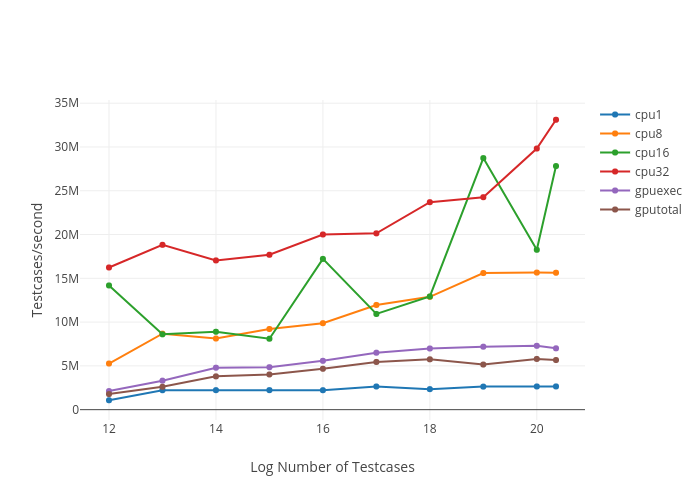 35M
30M
25M
20M
15M
10M
5M
0
12
14
16
18
20
Testcases/second
Log Number of Testcases
cpu1
cpu8
cpu16
cpu32
gpuexec
gputotal